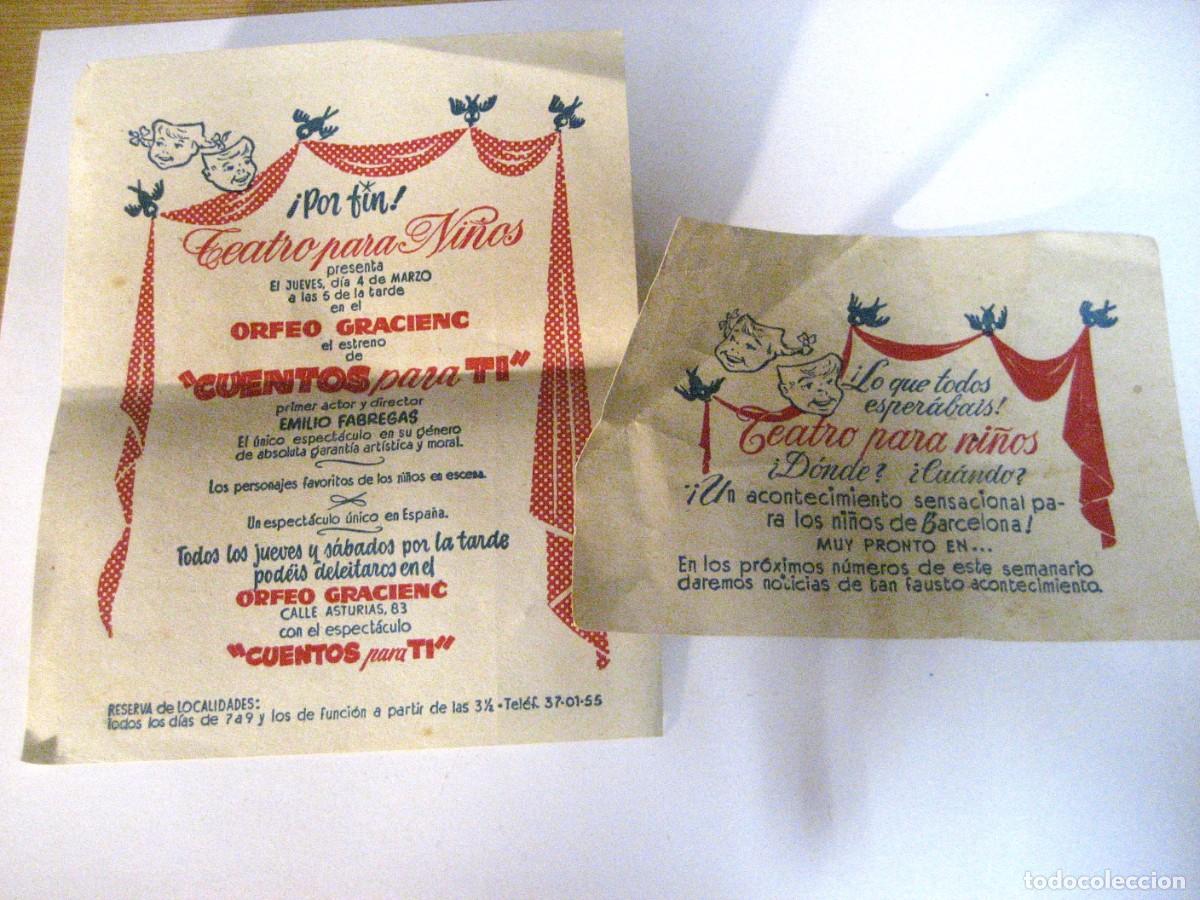 ¡Por fin!
Teatro para Niños
presenta
El JUEVES, día 4 de MARZO
a las 6 de la tarde
en el
ORFEO GRACIENC
el estreno
de
"CUENTOS para TI"
primer actor y director
EMILIO FABREGAS
El único espectáculo en su género
de absoluta garantía artística y moral.
Los personajes favoritos de los niños en escena.
Un espectáculo único en España.
Todos los jueves y sábados por la tarde
podéis deleitaros en el
ORFEO GRACIENC
CALLE ASTURIAS, 83
con el espectáculo
"CUENTOS para TI"
RESERVA de LOCALIDADES:
Todos los días de 7 a 9 y los de función a partir de las 3½ - Teléf. 37-01-55
¡Lo que todos
esperábais!
Teatro para niños
¿Dónde? ¿Cuándo?
¡Un acontecimiento sensacional pa-
ra los niños de Barcelona!
MUY PRONTO EN...
En los próximos números de este semanario
daremos noticias de tan fausto acontecimiento.
todocoleccion